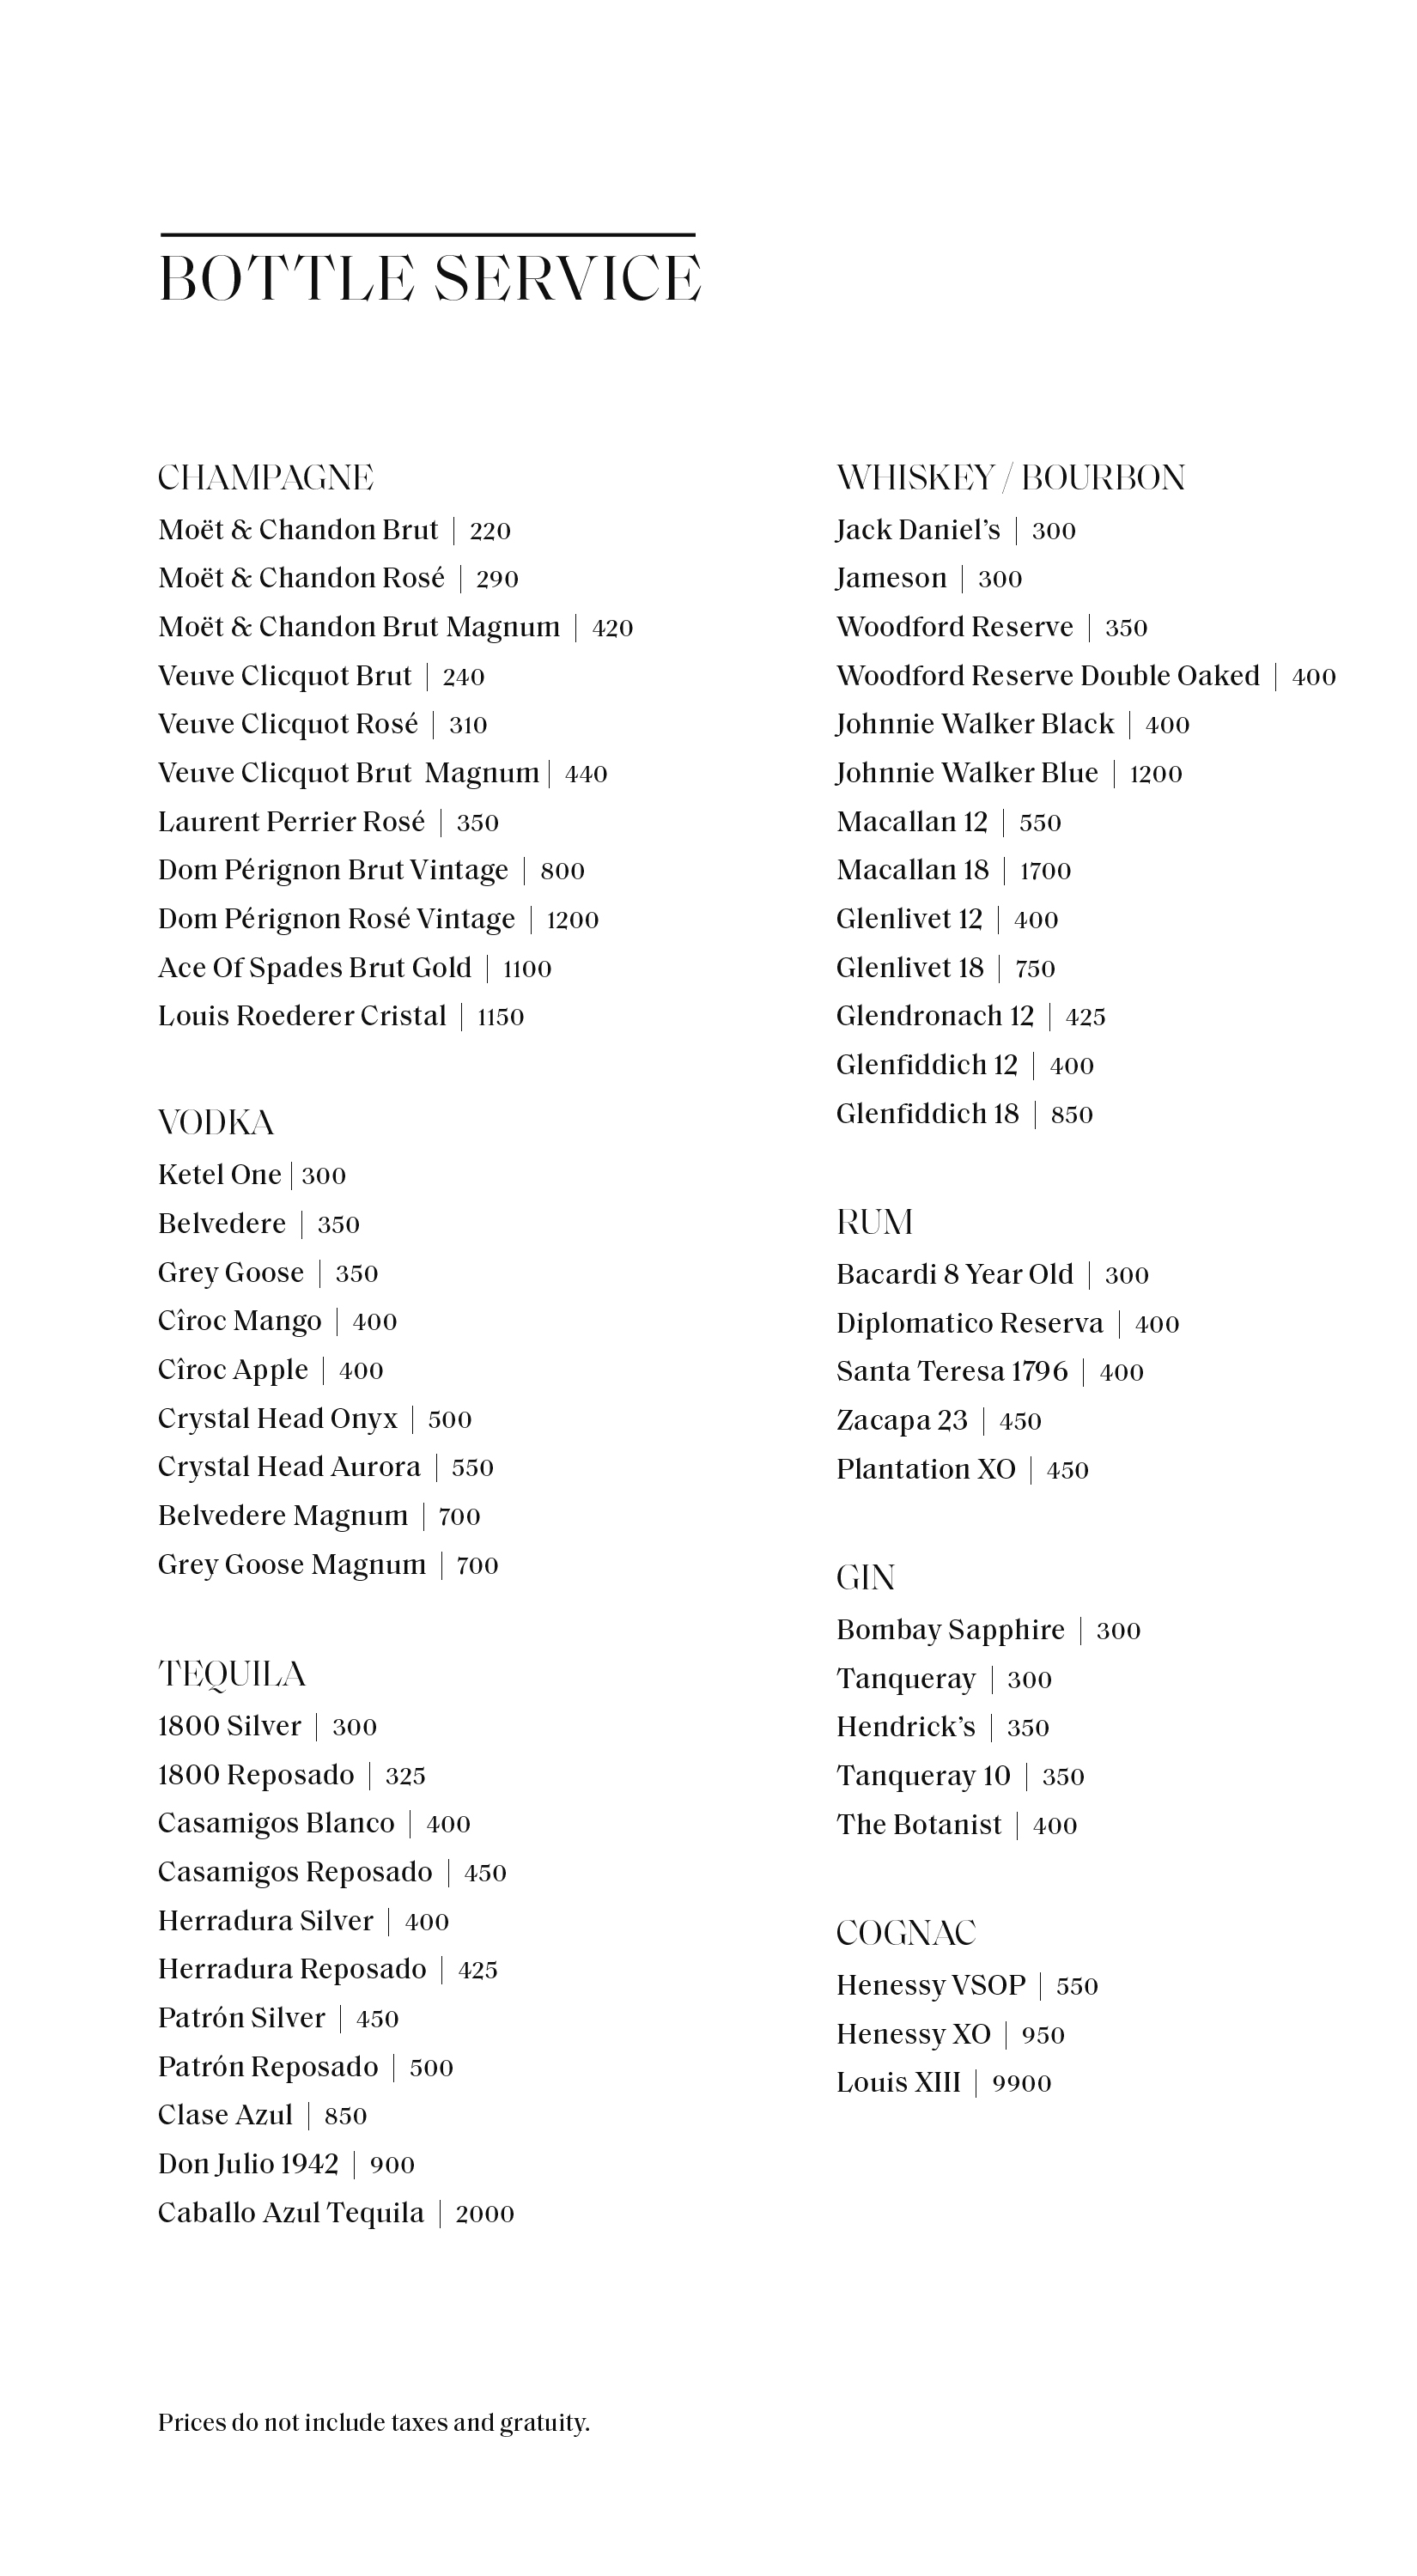 BOTTLE SERVICE
CHAMPAGNE
Moët & Chandon Brut | 220
Moët & Chandon Rosé | 290
Moët & Chandon Brut Magnum | 420
Veuve Clicquot Brut | 240
Veuve Clicquot Rosé | 310
Veuve Clicquot Brut Magnum | 440
Laurent Perrier Rosé | 350
Dom Pérignon Brut Vintage | 800
Dom Pérignon Rosé Vintage | 1200
Ace Of Spades Brut Gold | 1100
Louis Roederer Cristal | 1150
VODKA
Ketel One | 300
Belvedere | 350
Grey Goose | 350
Cîroc Mango | 400
Cîroc Apple | 400
Crystal Head Onyx | 500
Crystal Head Aurora | 550
Belvedere Magnum | 700
Grey Goose Magnum | 700
TEQUILA
1800 Silver | 300
1800 Reposado | 325
Casamigos Blanco | 400
Casamigos Reposado | 450
Herradura Silver | 400
Herradura Reposado | 425
Patrón Silver | 450
Patrón Reposado | 500
Clase Azul | 850
Don Julio 1942 | 900
Caballo Azul Tequila | 2000
WHISKEY / BOURBON
Jack Daniel’s | 300
Jameson | 300
Woodford Reserve | 350
Woodford Reserve Double Oaked | 400
Johnnie Walker Black | 400
Johnnie Walker Blue | 1200
Macallan 12 | 550
Macallan 18 | 1700
Glenlivet 12 | 400
Glenlivet 18 | 750
Glendronach 12 | 425
Glenfiddich 12 | 400
Glenfiddich 18 | 850
RUM
Bacardi 8 Year Old | 300
Diplomatico Reserva | 400
Santa Teresa 1796 | 400
Zacapa 23 | 450
Plantation XO | 450
GIN
Bombay Sapphire | 300
Tanqueray | 300
Hendrick’s | 350
Tanqueray 10 | 350
The Botanist | 400
COGNAC
Henessy VSOP | 550
Henessy XO | 950
Louis XIII | 9900
Prices do not include taxes and gratuity.